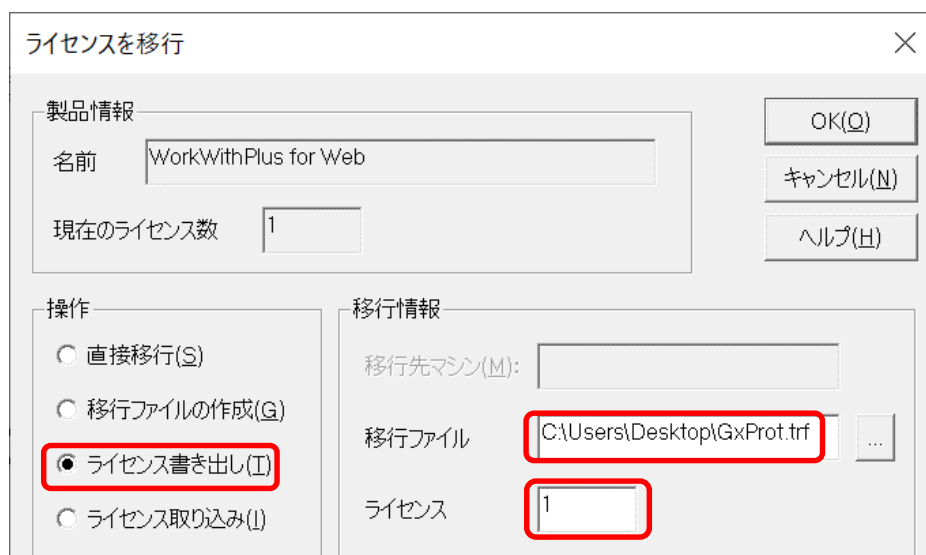 ライセンスを移行
製品情報
名前 WorkWithPlus for Web
現在のライセンス数 1
OK(O)
キャンセル(N)
ヘルプ(H)
操作
直接移行(S)
移行ファイルの作成(G)
ライセンス書き出し(T)
ライセンス取り込み(I)
移行情報
移行先マシン(M):
移行ファイル C:\Users\Desktop\GxProt.trf ...
ライセンス 1